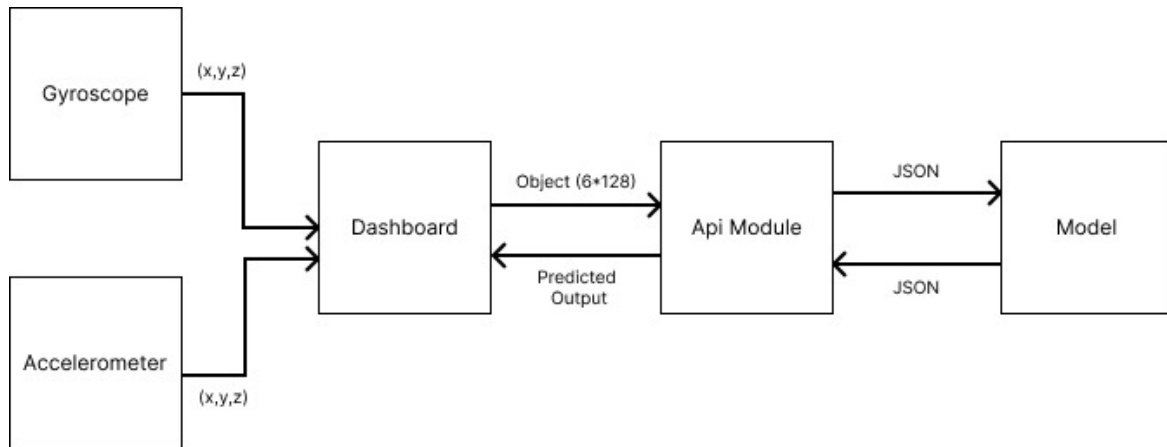 (x,y,z)
Gyroscope
Dashboard
Object (6*128)
Predicted
Output
Api Module
JSON
JSON
Model
Accelerometer
(x,y,z)